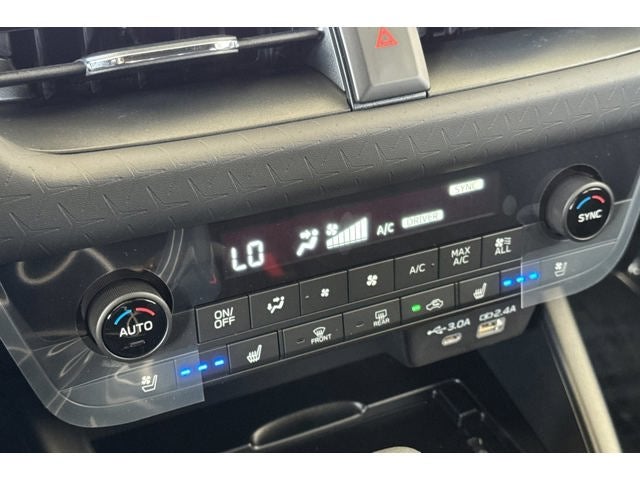 SYNC
LO A/C DRIVER
SYNC
AUTO
ON/OFF
A/C
MAX A/C
ALL
FRONT
REAR
3.0A
2.4A